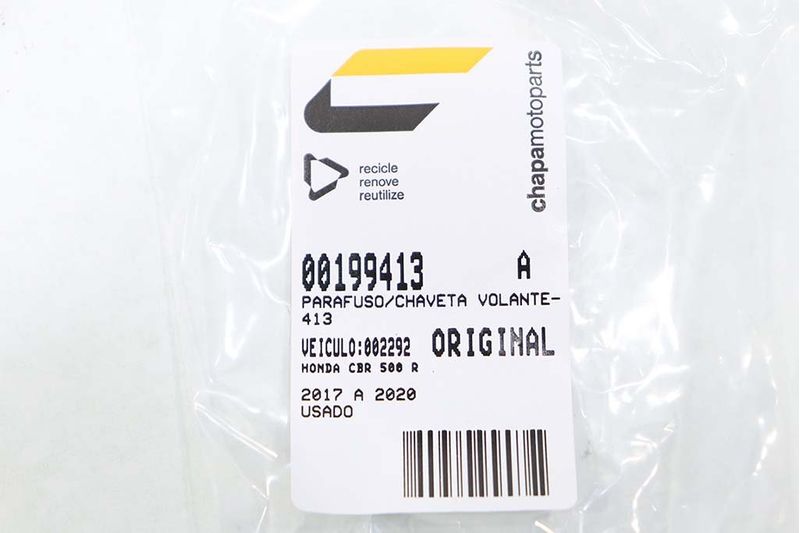 chapamotoparts
recicle
renove
reutilize
00199413 A
PARAFUSO/CHAVETA VOLANTE-
413
VEICULO:002292 ORIGINAL
HONDA CBR 500 R
2017 A 2020
USADO